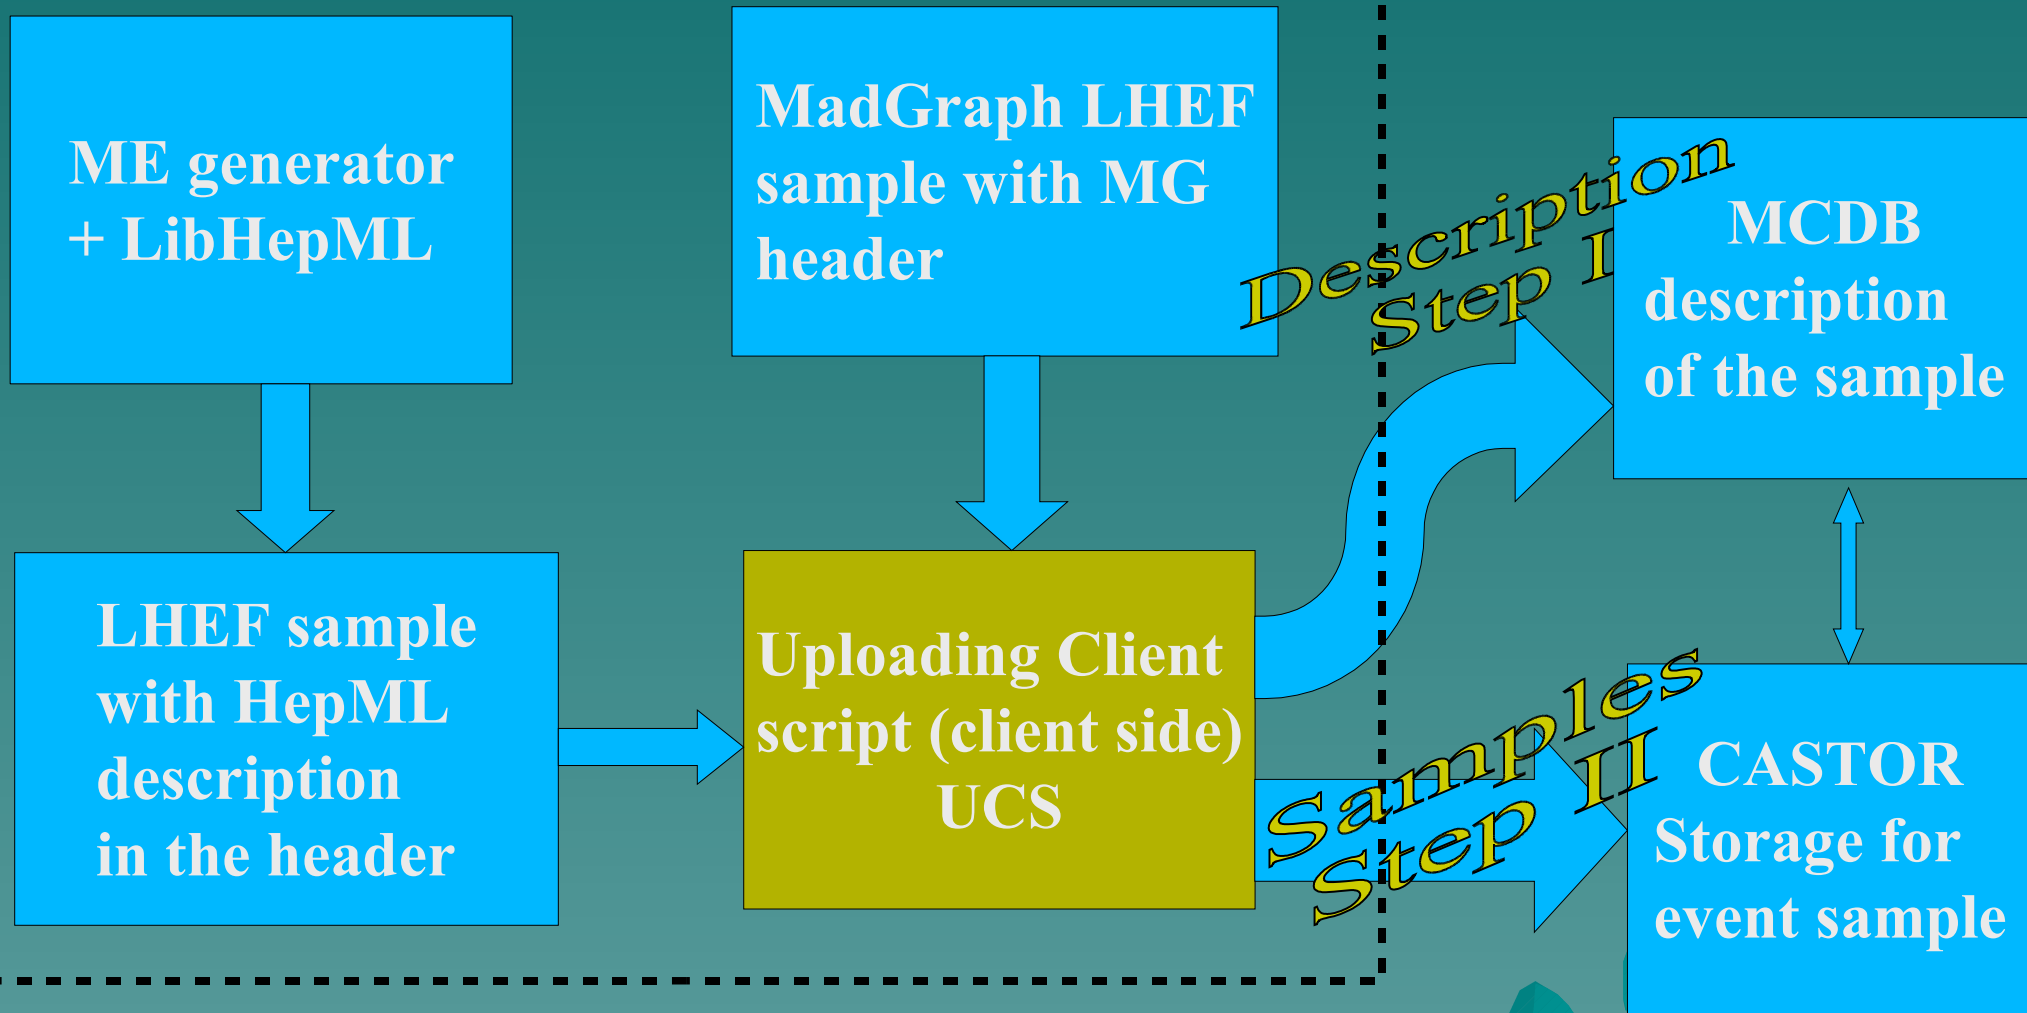 ME generator
+ LibHepML
MadGraph LHEF
sample with MG
header
Description
Step I
MCDB
description
of the sample
LHEF sample
with HepML
description
in the header
Uploading Client
script (client side)
UCS
Samples
Step II
CASTOR
Storage for
event sample